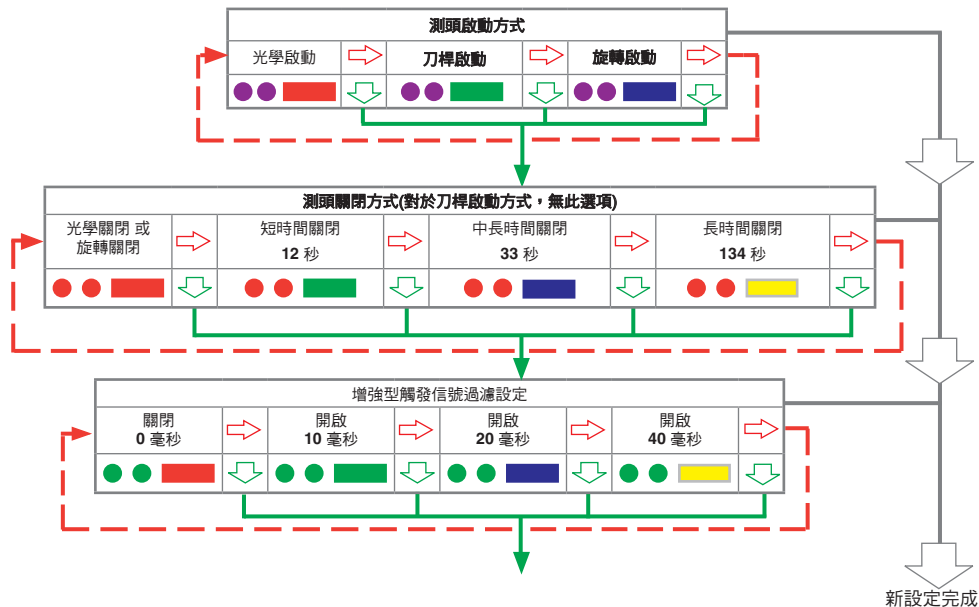 測頭啟動方式
光學啟動
刀桿啟動
旋轉啟動
測頭關閉方式(對於刀桿啟動方式，無此選項)
光學關閉 或
旋轉關閉
短時間關閉
12 秒
中長時間關閉
33 秒
長時間關閉
134 秒
增強型觸發信號過濾設定
關閉
0 毫秒
開啟
10 毫秒
開啟
20 毫秒
開啟
40 毫秒
新設定完成